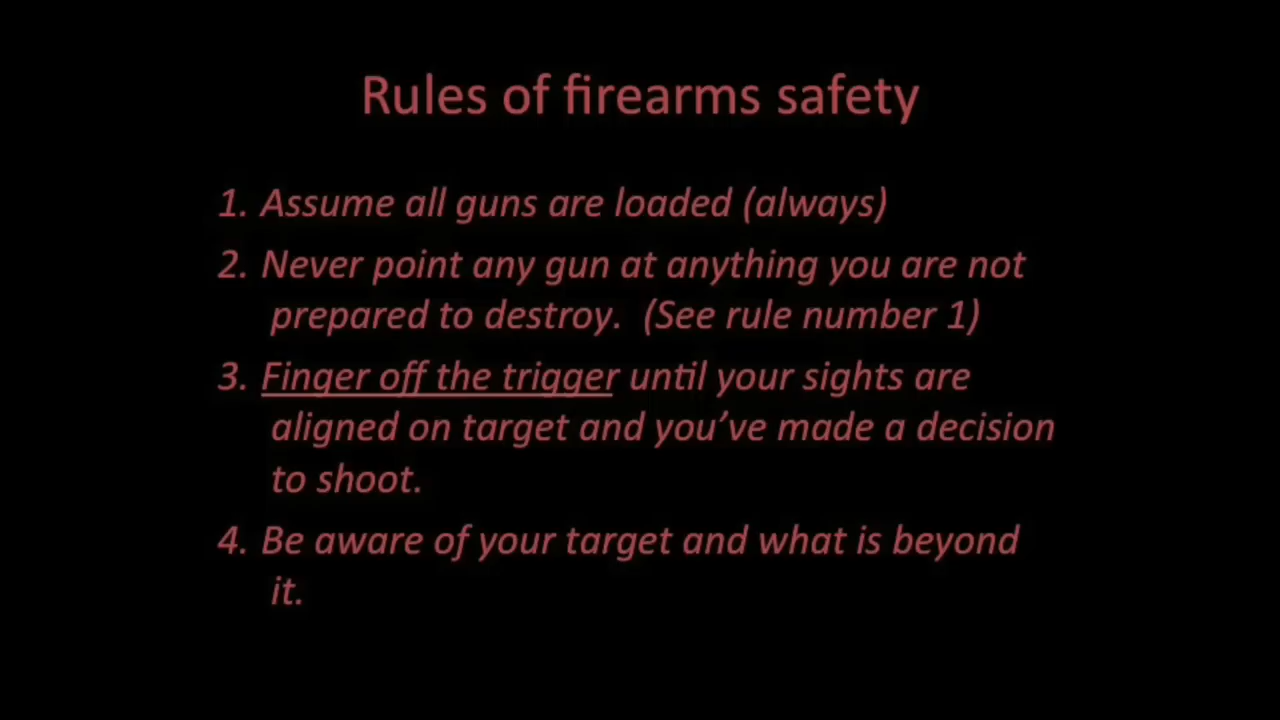 Rules of firearms safety
1. Assume all guns are loaded (always)
2. Never point any gun at anything you are not
prepared to destroy.  (See rule number 1)
3. Finger off the trigger until your sights are
aligned on target and you’ve made a decision
to shoot.
4. Be aware of your target and what is beyond
it.